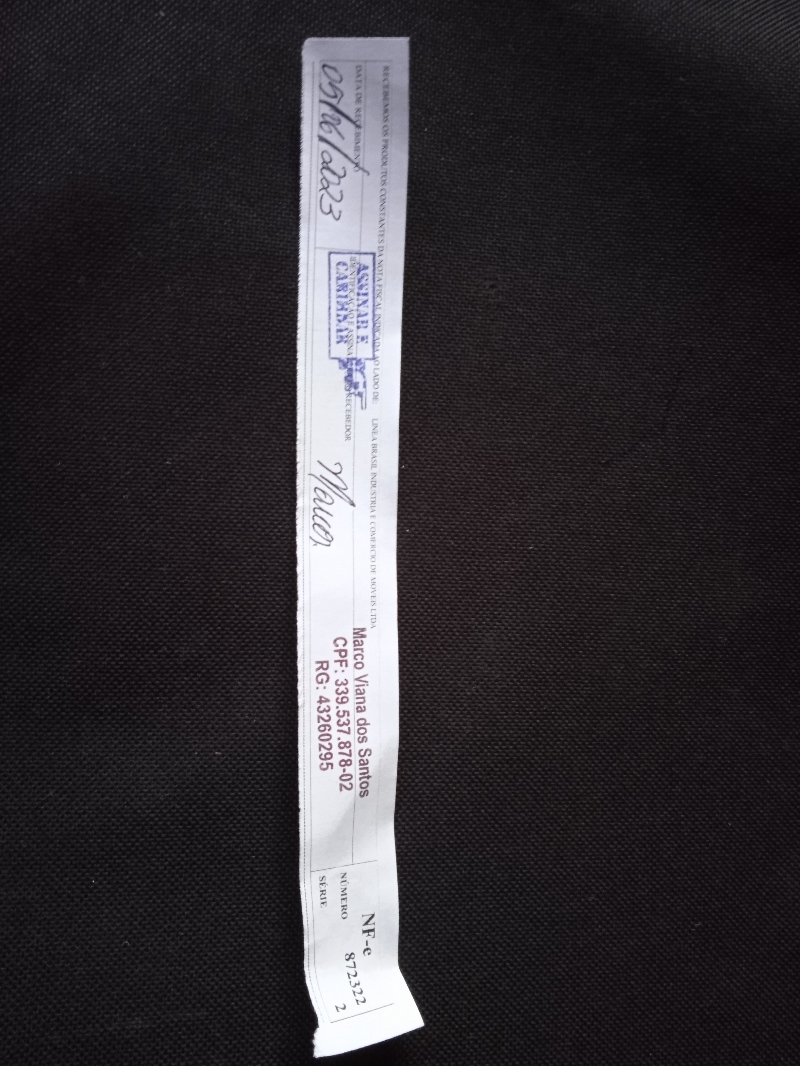 RECEBEMOS OS PRODUTOS CONSTANTES DA NOTA FISCAL INDICADA AO LADO DE: LINEA BRASIL INDUSTRIA E COMERCIO DE MOVEIS LTDA
DATA DE RECEBIMENTO
05/06/2023
IDENTIFICAÇÃO E ASSINA RECEBEDOR
ASSINAR E
CARIMBAR
Marco Viana dos Santos
CPF: 339.537.878-02
RG: 43260295
NF-e
NÚMERO 872322
SÉRIE 2